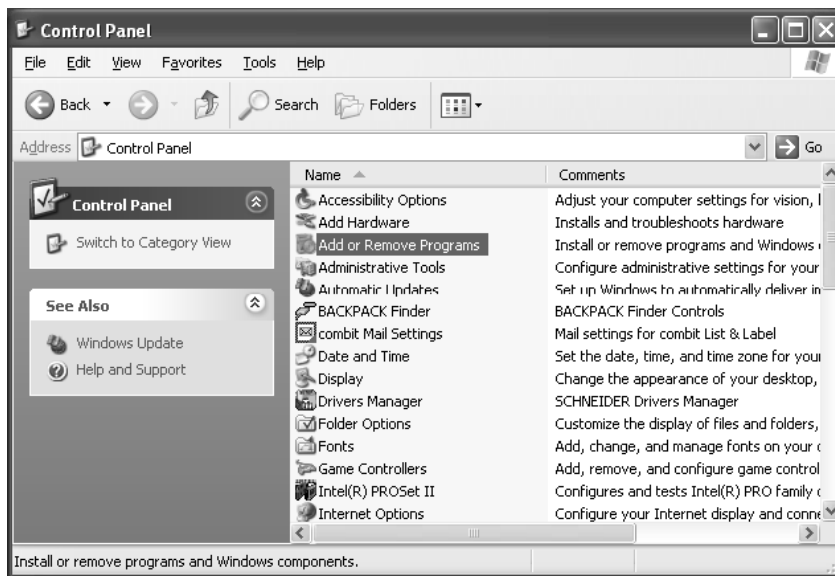 Control Panel
File Edit View Favorites Tools Help
Back Search Folders
Address Control Panel Go
Control Panel
Switch to Category View
See Also
Windows Update
Help and Support
Name Comments
Accessibility Options Adjust your computer settings for vision,
Add Hardware Installs and troubleshoots hardware
Add or Remove Programs Install or remove programs and Windows
Administrative Tools Configure administrative settings for your
Automatic Updates Set up Windows to automatically deliver
BACKPACK Finder BACKPACK Finder Controls
combit Mail Settings Mail settings for combit List & Label
Date and Time Set the date, time, and time zone for your
Display Change the appearance of your desktop,
Drivers Manager SCHNEIDER Drivers Manager
Folder Options Customize the display of files and folders,
Fonts Add, change, and manage fonts on your
Game Controllers Add, remove, and configure game control
Intel(R) PROSet II Configures and tests Intel(R) PRO family
Internet Options Configure your Internet display and conne
Install or remove programs and Windows components.